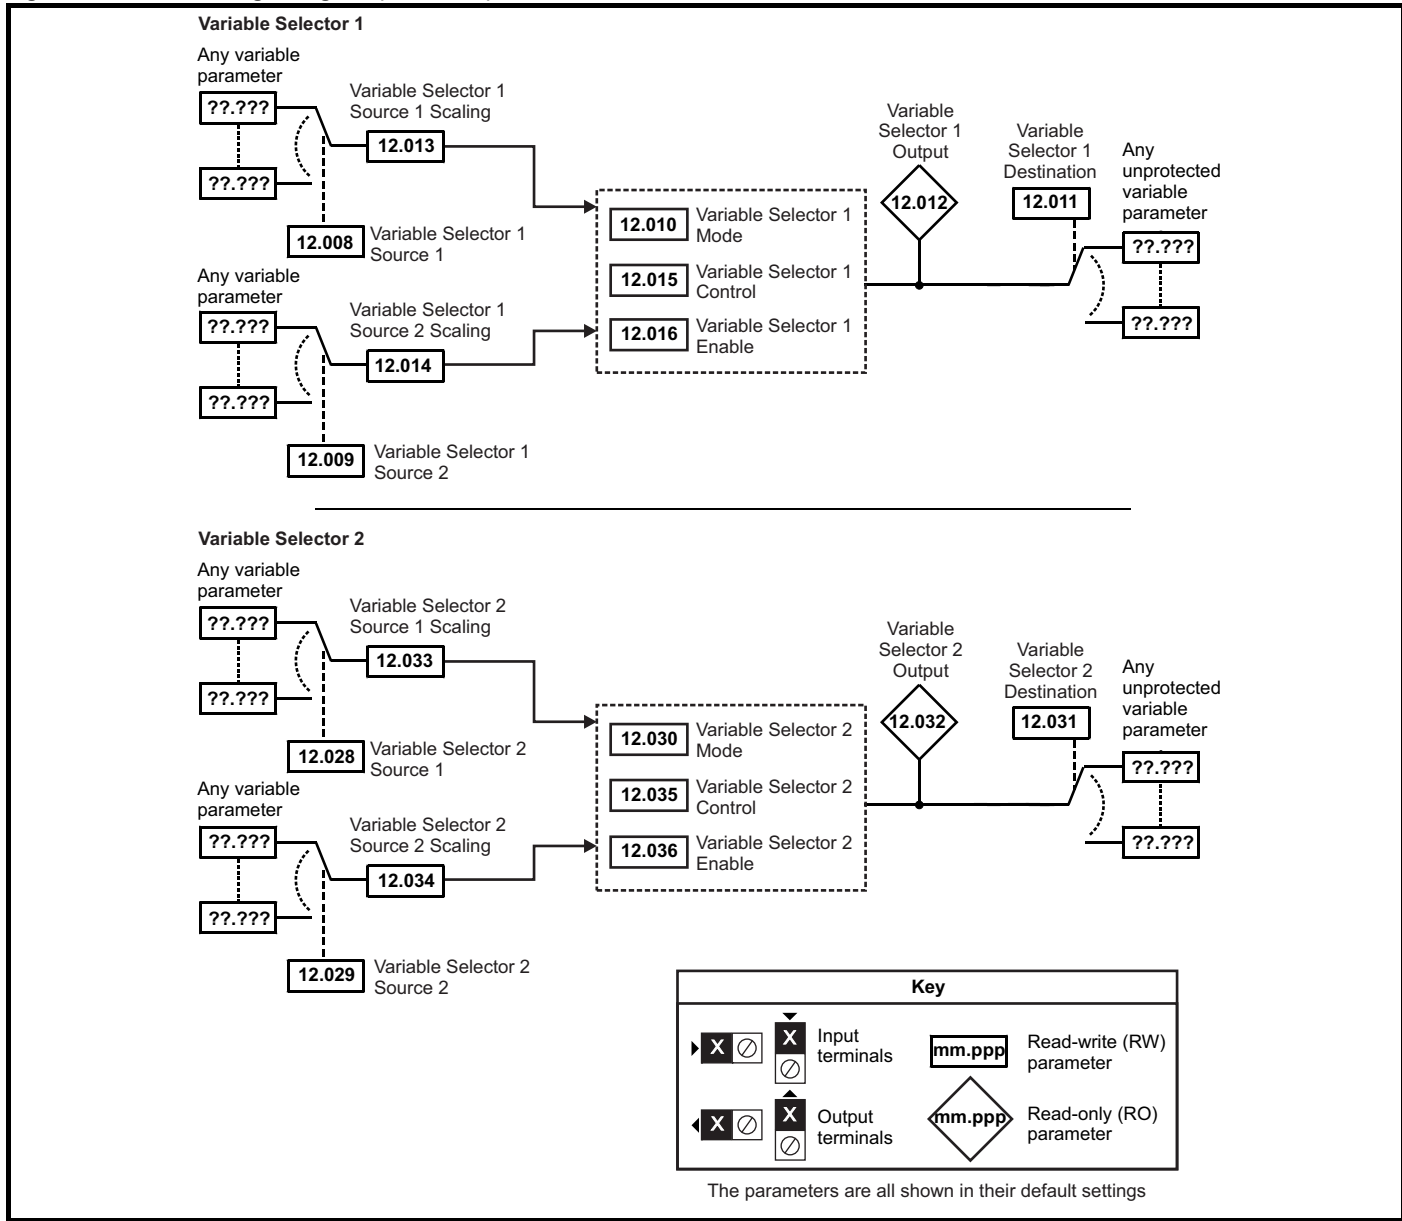 Variable Selector 1
Any variable
parameter
??.???
??.???
Variable Selector 1
Source 1 Scaling
12.013
12.008
Variable Selector 1
Source 1
Any variable
parameter
??.???
??.???
Variable Selector 1
Source 2 Scaling
12.014
12.009
Variable Selector 1
Source 2
12.010
Variable Selector 1
Mode
12.015
Variable Selector 1
Control
12.016
Variable Selector 1
Enable
Variable
Selector 1
Output
12.012
Variable
Selector 1
Destination
12.011
Any
unprotected
variable
parameter
??.???
??.???
Variable Selector 2
Any variable
parameter
??.???
??.???
Variable Selector 2
Source 1 Scaling
12.033
12.028
Variable Selector 2
Source 1
Any variable
parameter
??.???
??.???
Variable Selector 2
Source 2 Scaling
12.034
12.029
Variable Selector 2
Source 2
12.030
Variable Selector 2
Mode
12.035
Variable Selector 2
Control
12.036
Variable Selector 2
Enable
Variable
Selector 2
Output
12.032
Variable
Selector 2
Destination
12.031
Any
unprotected
variable
parameter
??.???
??.???
Key
X
X
Input
terminals
mm.ppp
Read-write (RW)
parameter
X
X
Output
terminals
mm.ppp
Read-only (RO)
parameter
The parameters are all shown in their default settings